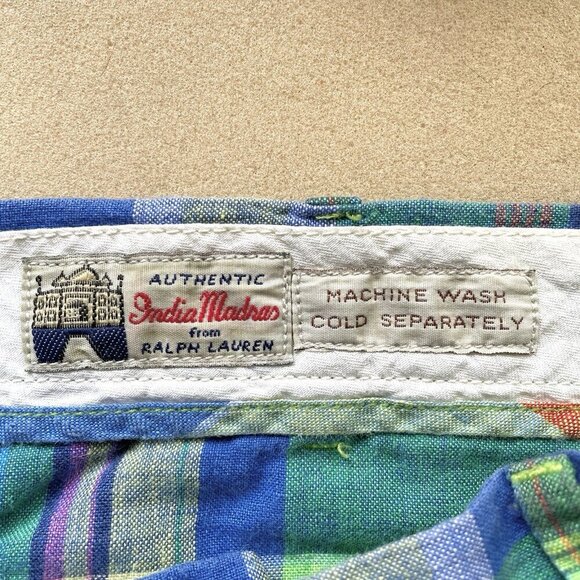 AUTHENTIC
India Madras
from
RALPH LAUREN
MACHINE WASH
COLD SEPARATELY